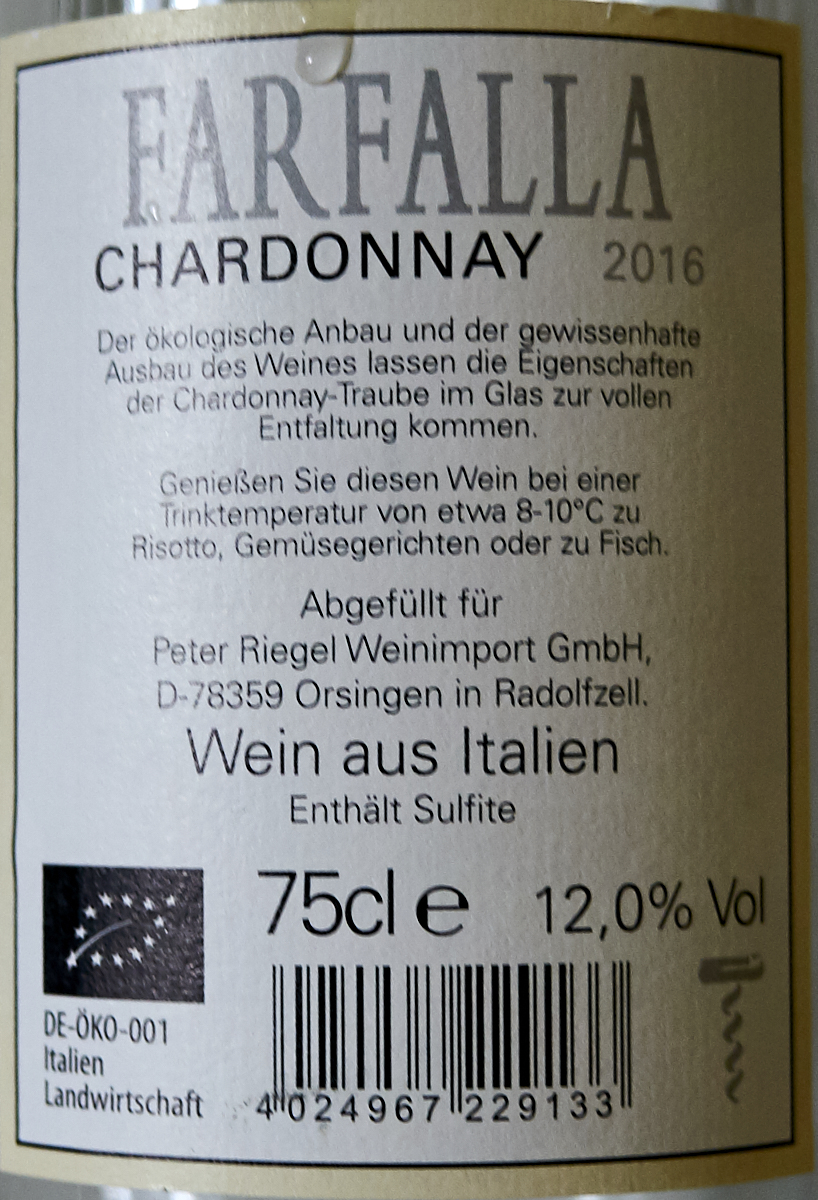 FARFALLA
CHARDONNAY 2016
Der ökologische Anbau und der gewissenhafte
Ausbau des Weines lassen die Eigenschaften
der Chardonnay-Traube im Glas zur vollen
Entfaltung kommen.
Genießen Sie diesen Wein bei einer
Trinktemperatur von etwa 8-10°C zu
Risotto, Gemüsegerichten oder zu Fisch.
Abgefüllt für
Peter Riegel Weinimport GmbH,
D-78359 Orsingen in Radolfzell.
Wein aus Italien
Enthält Sulfite
75cl e 12,0% Vol
DE-ÖKO-001
Italien
Landwirtschaft
4 024967 229133